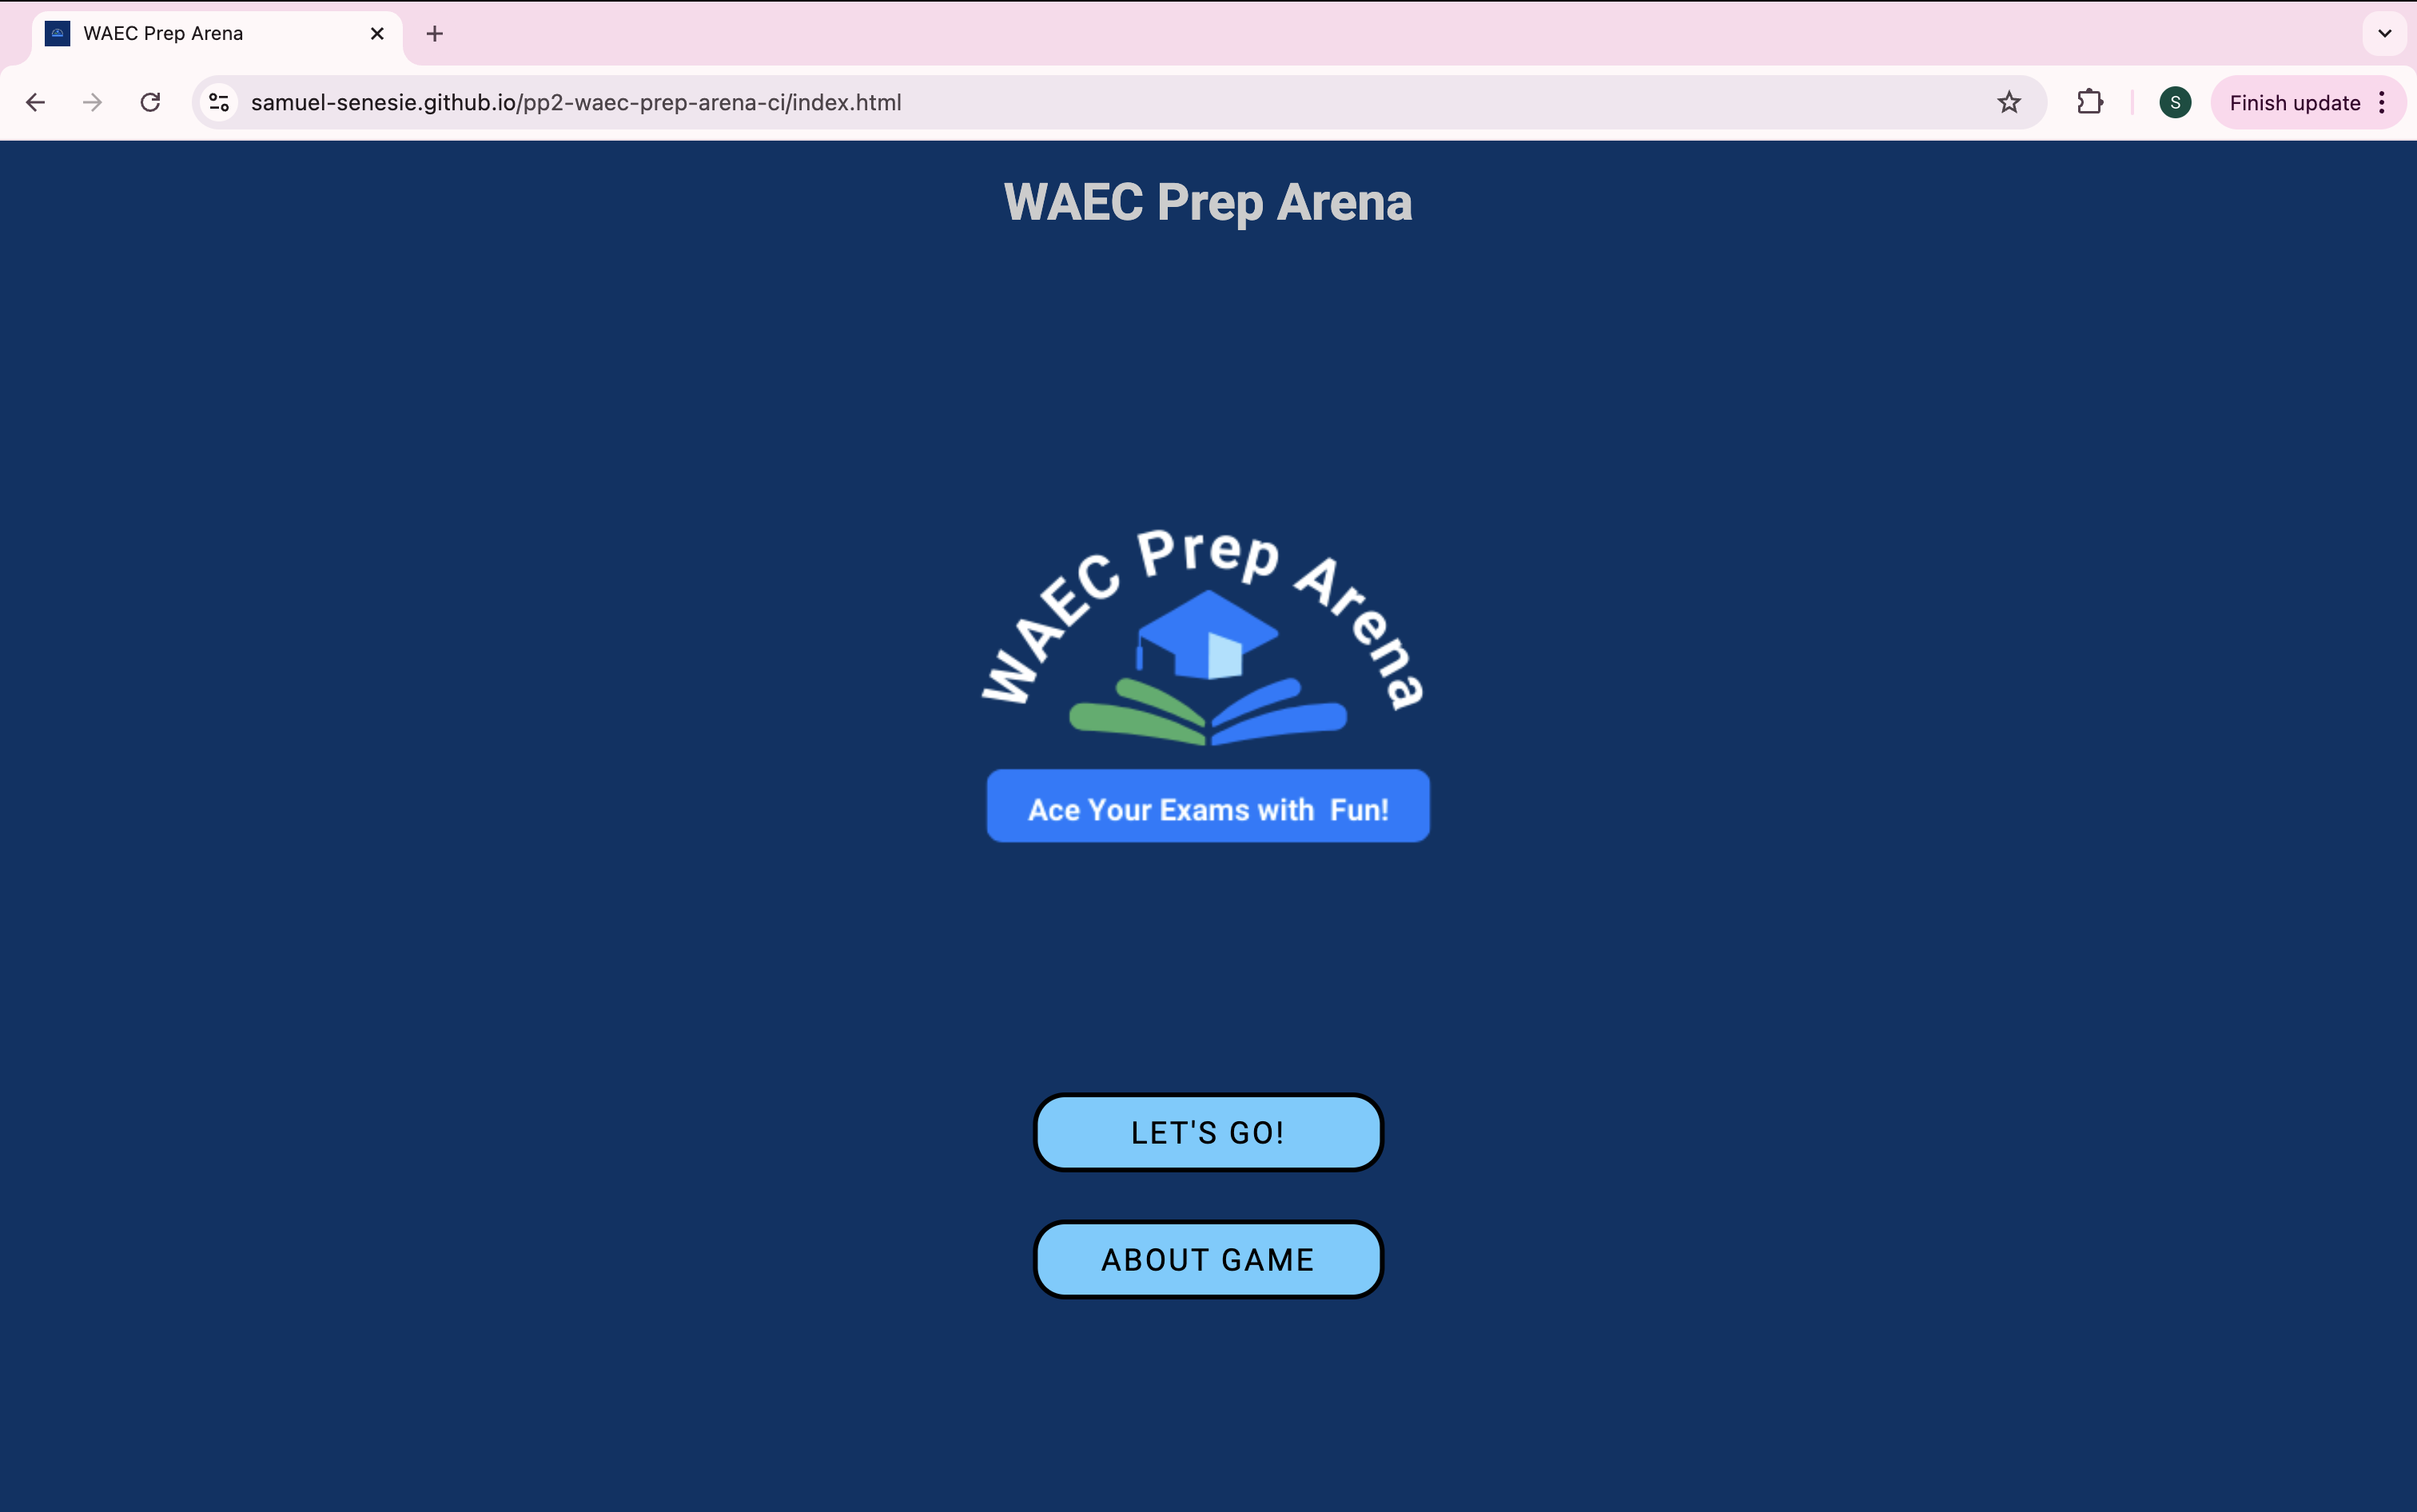 WAEC Prep Arena
samuel-senesie.github.io/pp2-waec-prep-arena-ci/index.html
S
Finish update
WAEC Prep Arena
WAEC Prep Arena
Ace Your Exams with  Fun!
LET'S GO!
ABOUT GAME